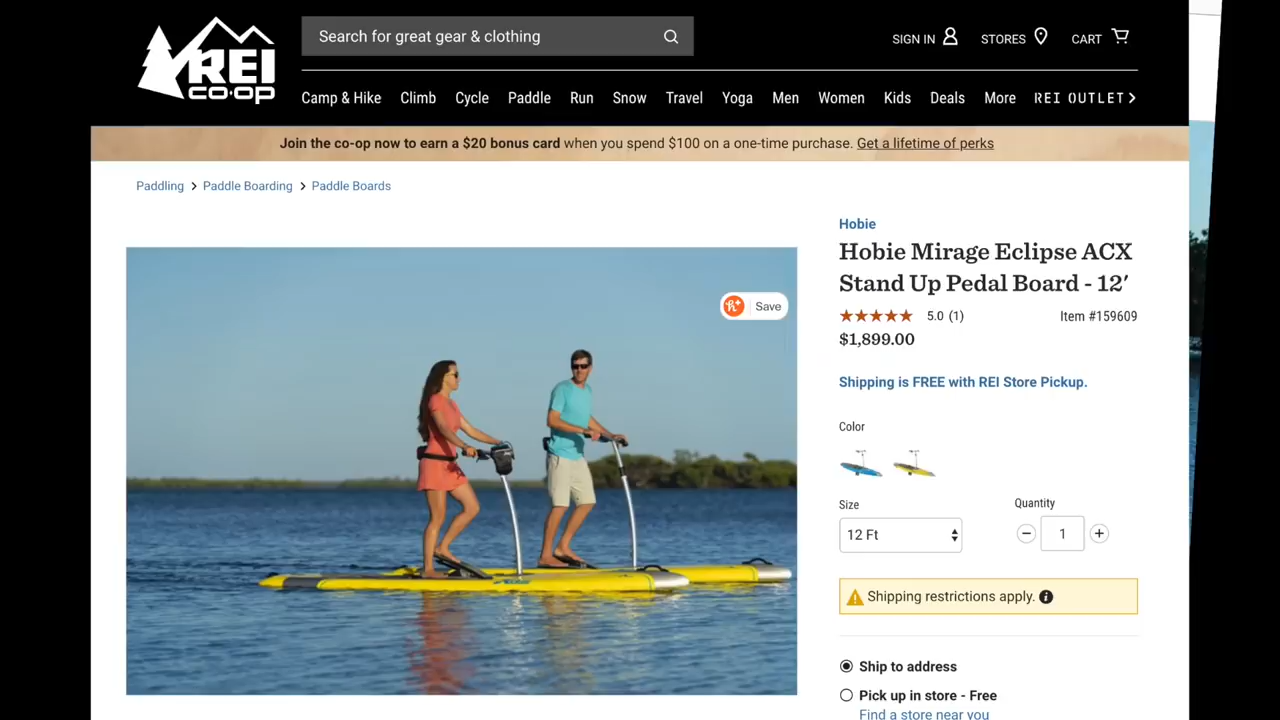 REI
CO·OP
Search for great gear & clothing
SIGN IN
STORES
CART
Camp & Hike
Climb
Cycle
Paddle
Run
Snow
Travel
Yoga
Men
Women
Kids
Deals
More
REI OUTLET
Join the co-op now to earn a $20 bonus card when you spend $100 on a one-time purchase. Get a lifetime of perks
Paddling > Paddle Boarding > Paddle Boards
Save
Hobie
Hobie Mirage Eclipse ACX
Stand Up Pedal Board - 12′
5.0 (1)
Item #159609
$1,899.00
Shipping is FREE with REI Store Pickup.
Color
Size
Quantity
12 Ft
1
Shipping restrictions apply.
Ship to address
Pick up in store - Free
Find a store near you